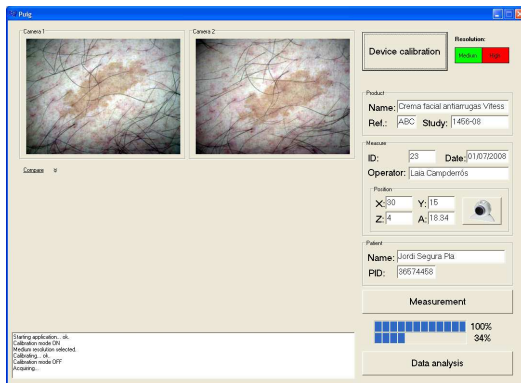 Puig
Camera 1
Camera 2
Compare
Device calibration
Resolution:
Medium
High
Product
Name: Crema facial antiarrugas Vitess
Ref.: ABC Study: 1456-08
Measure
ID: 23 Date: 01/07/2008
Operator: Laia Campderrós
Position
X: 30 Y: 15
Z: 4 A: 18.34
Patient
Name: Jordi Segura Pla
PID: 36574458
Measurement
100%
34%
Data analysis
Starting application... ok.
Calibration mode ON
Medium resolution selected.
Calibrating... ok.
Calibration mode OFF
Acquiring...